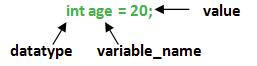 int age = 20; value
datatype variable_name